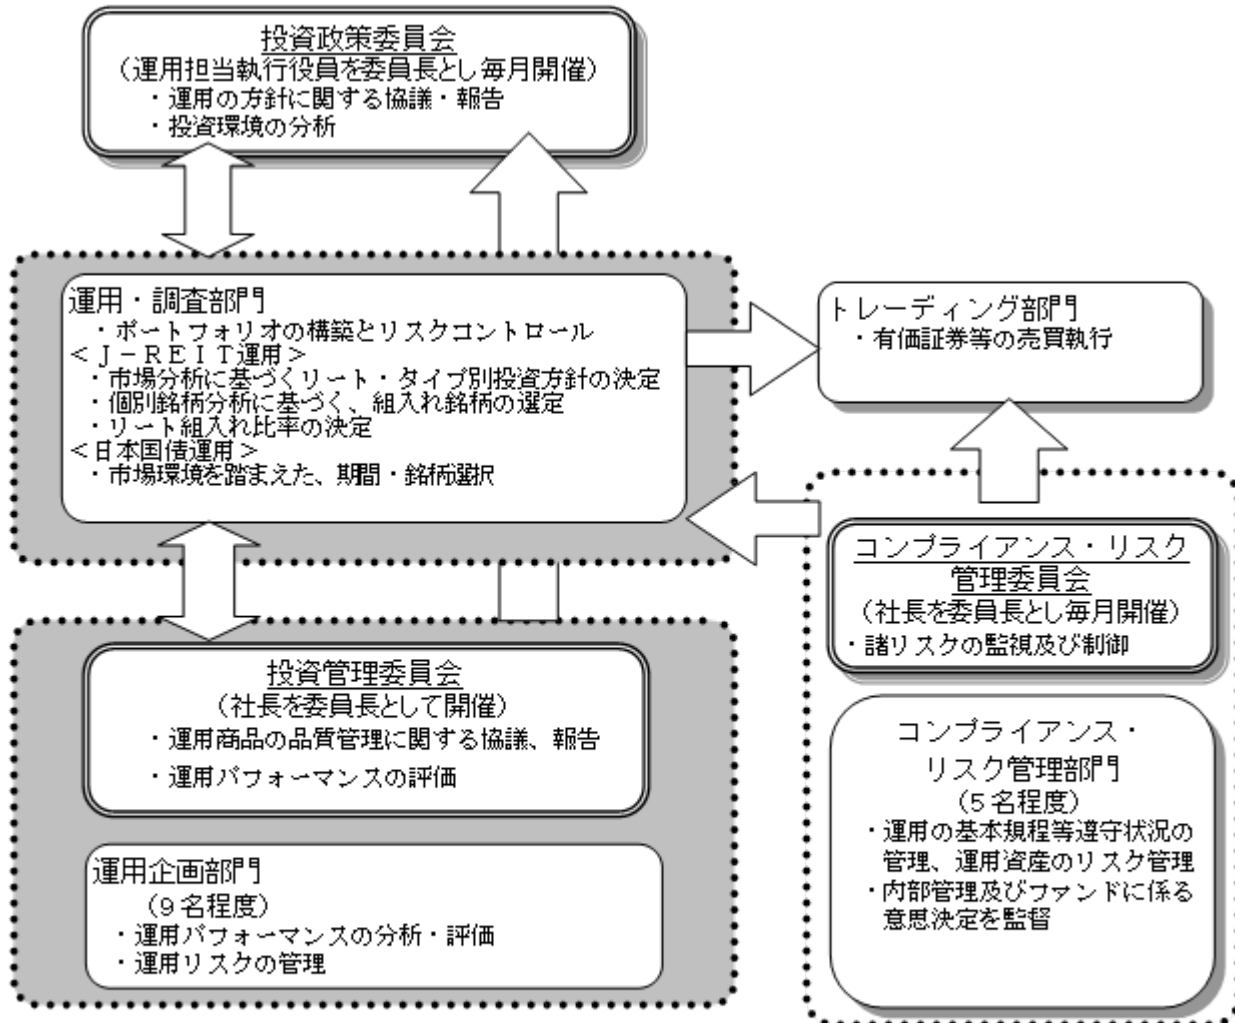 投資政策委員会
(運用担当執行役員を委員長とし毎月開催)
・運用の方針に関する協議・報告
・投資環境の分析
運用・調査部門
・ポートフォリオの構築とリスクコントロール
<J-REIT運用>
・市場分析に基づくリート・タイプ別投資方針の決定
・個別銘柄分析に基づく、組入れ銘柄の選定
・リート組入れ比率の決定
<日本国債運用>
・市場環境を踏まえた、期間・銘柄選択
トレーディング部門
・有価証券等の売買執行
コンプライアンス・リスク
管理委員会
(社長を委員長とし毎月開催)
・諸リスクの監視及び制御
投資管理委員会
(社長を委員長として開催)
・運用商品の品質管理に関する協議、報告
・運用パフォーマンスの評価
コンプライアンス・
リスク管理部門
(5名程度)
・運用の基本規程等遵守状況の
管理、運用資産のリスク管理
・内部管理及びファンドに係る
意思決定を監督
運用企画部門
(9名程度)
・運用パフォーマンスの分析・評価
・運用リスクの管理